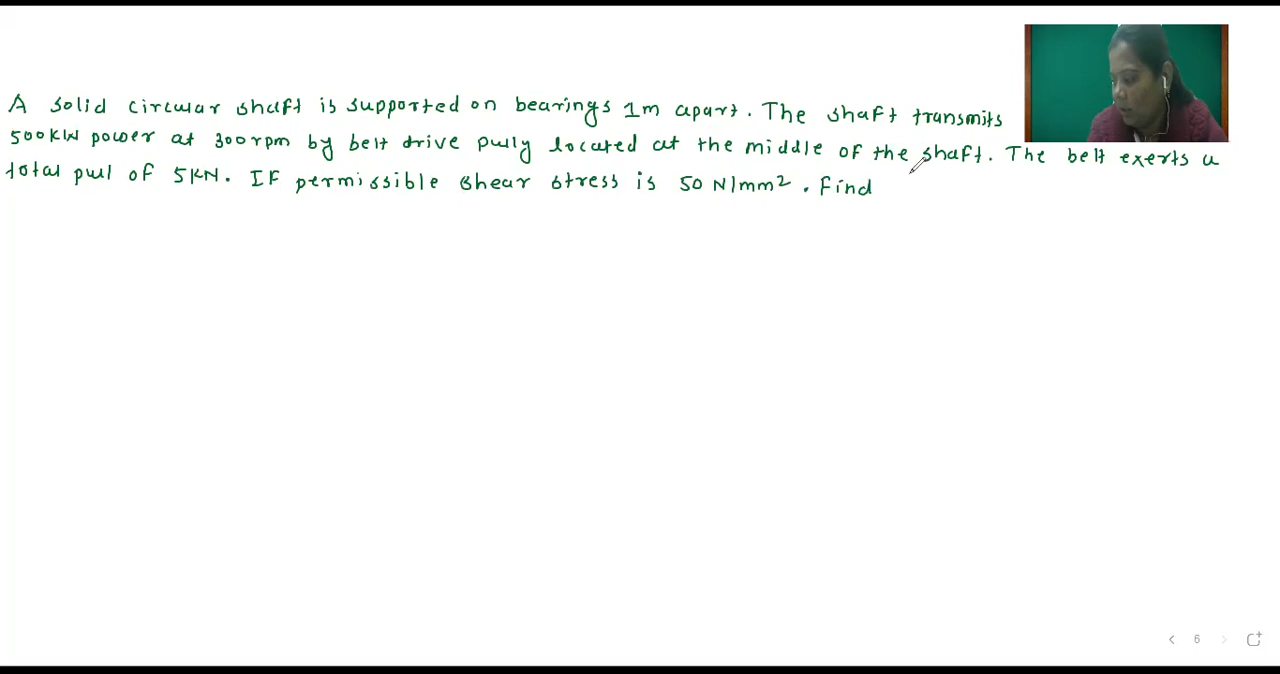 A solid circular shaft is supported on bearings 1m apart. The shaft transmits
500kW power at 300rpm by belt drive pully located at the middle of the shaft. The belt exerts a
total pull of 5KN. If permissible shear stress is 50 N/mm2. Find
6